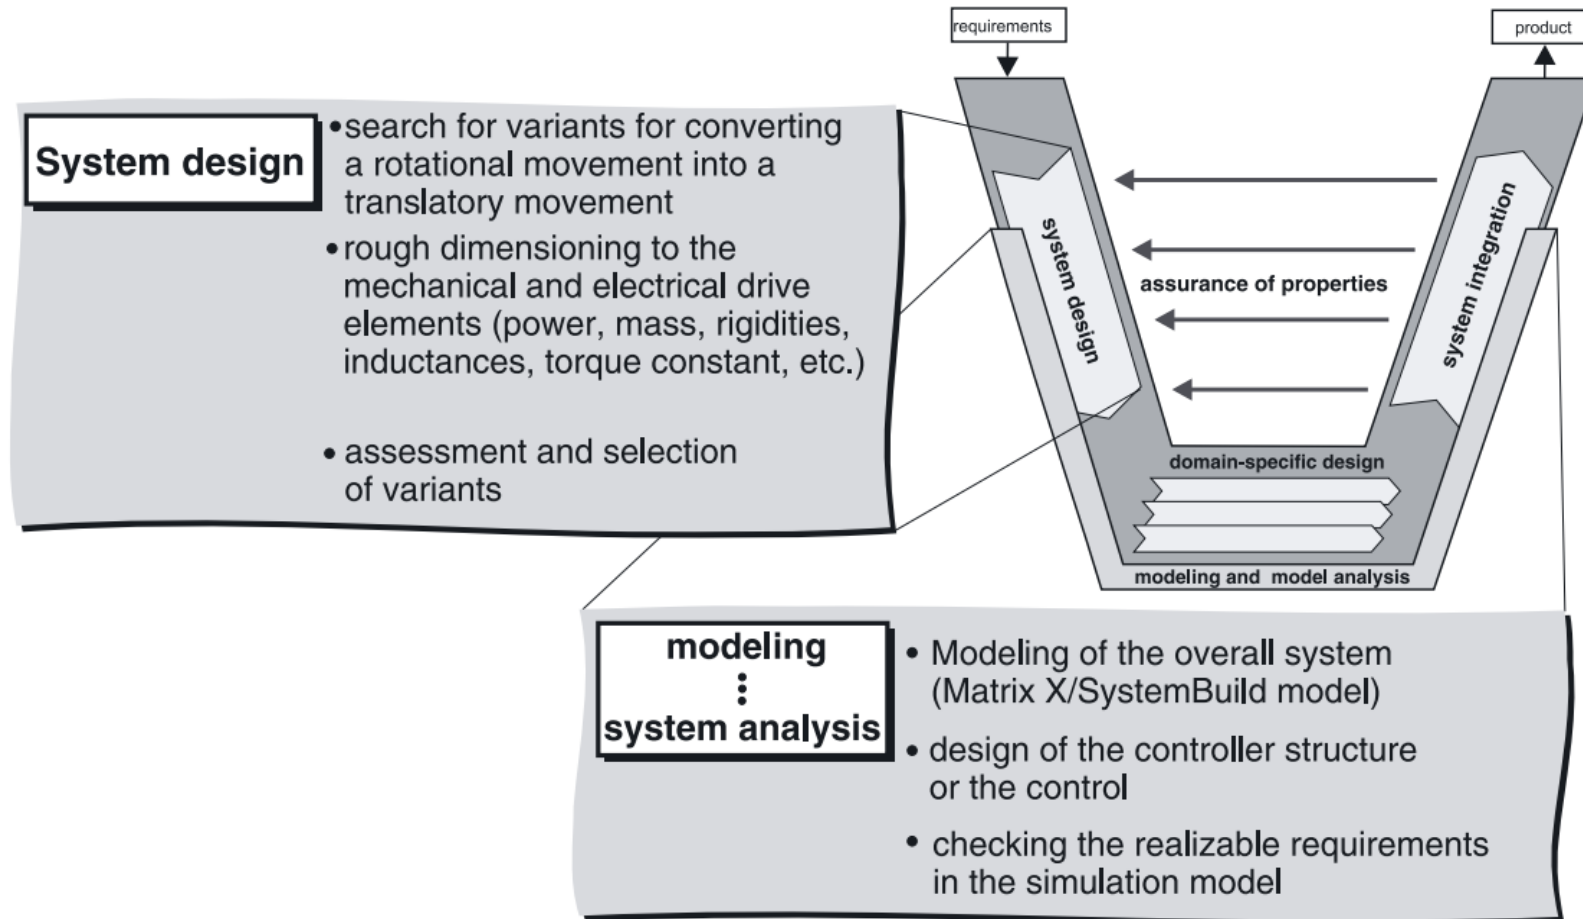 requirements
product
System design
•search for variants for converting
a rotational movement into a
translatory movement
•rough dimensioning to the
mechanical and electrical drive
elements (power, mass, rigidities,
inductances, torque constant, etc.)
• assessment and selection
of variants
system design
assurance of properties
system integration
domain-specific design
modeling and model analysis
modeling
system analysis
• Modeling of the overall system
(Matrix X/SystemBuild model)
• design of the controller structure
or the control
• checking the realizable requirements
in the simulation model